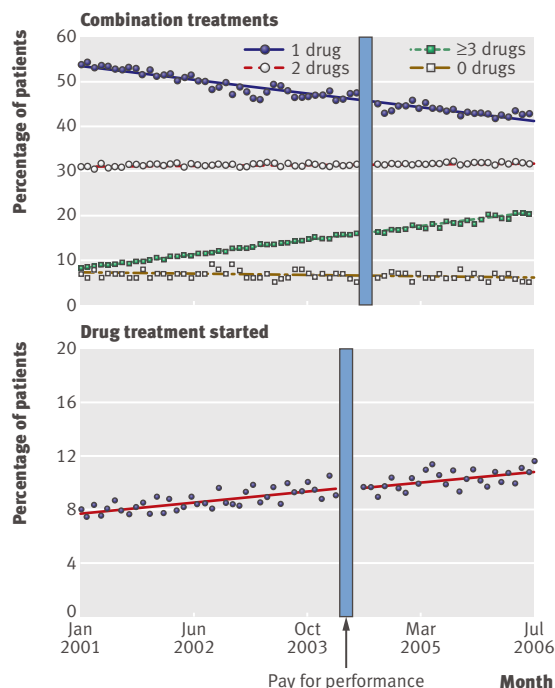 Combination treatments
Percentage of patients
60
50
40
30
20
10
0
1 drug
2 drugs
≥3 drugs
0 drugs
Drug treatment started
Percentage of patients
20
16
12
8
4
0
Jan 2001
Jun 2002
Oct 2003
Mar 2005
Jul 2006
Pay for performance
Month